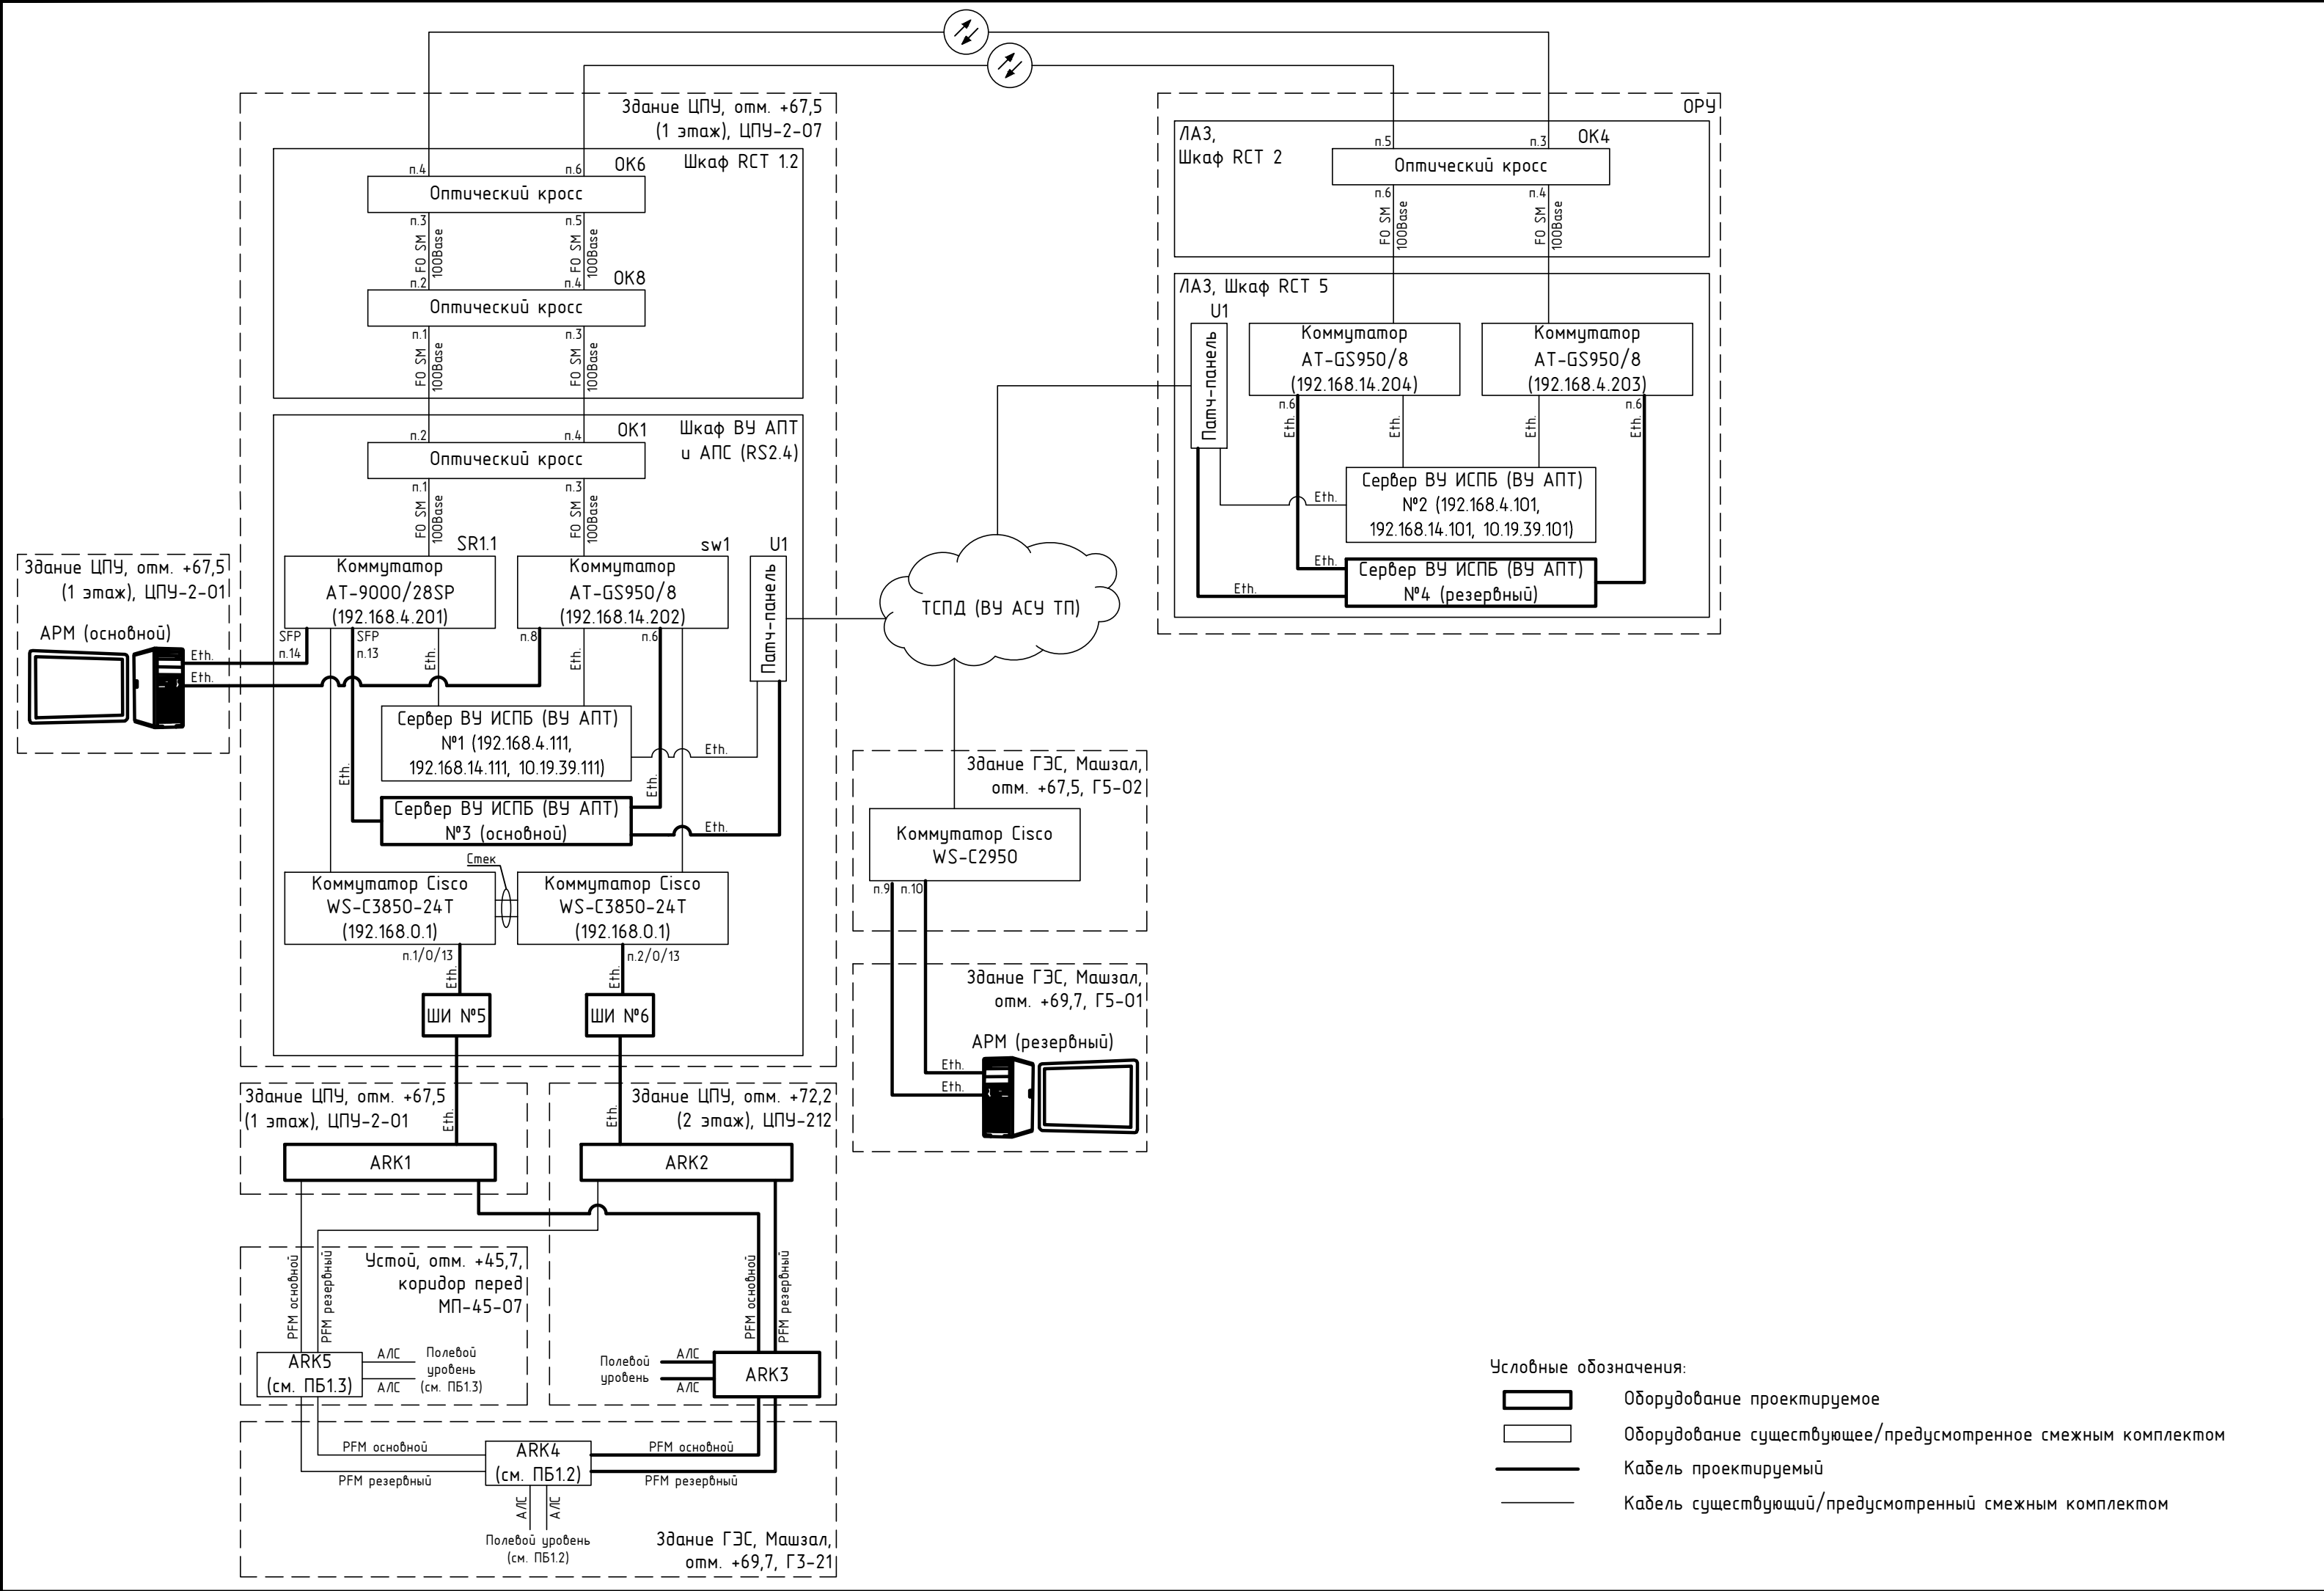 Здание ЦПУ, отм. +67,5
(1 этаж), ЦПУ-2-07
Шкаф RCT 1.2
ОК6
п.4
п.6
Оптический кросс
п.3
п.5
FO SM
100Base
FO SM
100Base
ОК8
п.2
п.4
Оптический кросс
п.1
п.3
FO SM
100Base
FO SM
100Base
Шкаф ВУ АПТ
и АПС (RS2.4)
ОК1
п.2
п.4
Оптический кросс
п.1
п.3
FO SM
100Base
FO SM
100Base
SR1.1
Коммутатор
AT-9000/28SP
(192.168.4.201)
sw1
Коммутатор
AT-GS950/8
(192.168.14.202)
U1
Патч-панель
SFP
п.14
SFP
п.13
Eth.
п.8
Eth.
п.6
Здание ЦПУ, отм. +67,5
(1 этаж), ЦПУ-2-01
АРМ (основной)
Eth.
Eth.
Сервер ВУ ИСПБ (ВУ АПТ)
№1 (192.168.4.111,
192.168.14.111, 10.19.39.111)
Eth.
Eth.
Eth.
Сервер ВУ ИСПБ (ВУ АПТ)
№3 (основной)
Eth.
Стек
Коммутатор Cisco
WS-C3850-24T
(192.168.0.1)
Коммутатор Cisco
WS-C3850-24T
(192.168.0.1)
п.1/0/13
Eth.
п.2/0/13
Eth.
ШИ №5
ШИ №6
Здание ЦПУ, отм. +67,5
(1 этаж), ЦПУ-2-01
Eth.
ARK1
Здание ЦПУ, отм. +72,2
(2 этаж), ЦПУ-212
Eth.
ARK2
Устой, отм. +45,7,
коридор перед
МП-45-07
PFM основной
PFM резервный
PFM основной
PFM резервный
ARK5
(см. ПБ1.3)
АЛС
АЛС
Полевой
уровень
(см. ПБ1.3)
Полевой
уровень
АЛС
АЛС
ARK3
PFM основной
PFM резервный
ARK4
(см. ПБ1.2)
PFM основной
PFM резервный
АЛС
АЛС
Полевой уровень
(см. ПБ1.2)
Здание ГЭС, Машзал,
отм. +69,7, Г3-21
ТСПД (ВУ АСУ ТП)
Здание ГЭС, Машзал,
отм. +67,5, Г5-02
Коммутатор Cisco
WS-C2950
п.9
п.10
Здание ГЭС, Машзал,
отм. +69,7, Г5-01
АРМ (резервный)
Eth.
Eth.
ОРУ
ЛАЗ,
Шкаф RCT 2
ОК4
п.5
п.3
Оптический кросс
п.6
п.4
FO SM
100Base
FO SM
100Base
ЛАЗ, Шкаф RCT 5
U1
Патч-панель
Коммутатор
AT-GS950/8
(192.168.14.204)
Коммутатор
AT-GS950/8
(192.168.4.203)
п.6
Eth.
Eth.
Eth.
п.6
Eth.
Сервер ВУ ИСПБ (ВУ АПТ)
№2 (192.168.4.101,
192.168.14.101, 10.19.39.101)
Eth.
Eth.
Eth.
Сервер ВУ ИСПБ (ВУ АПТ)
№4 (резервный)
Условные обозначения:
Оборудование проектируемое
Оборудование существующее/предусмотренное смежным комплектом
Кабель проектируемый
Кабель существующий/предусмотренный смежным комплектом